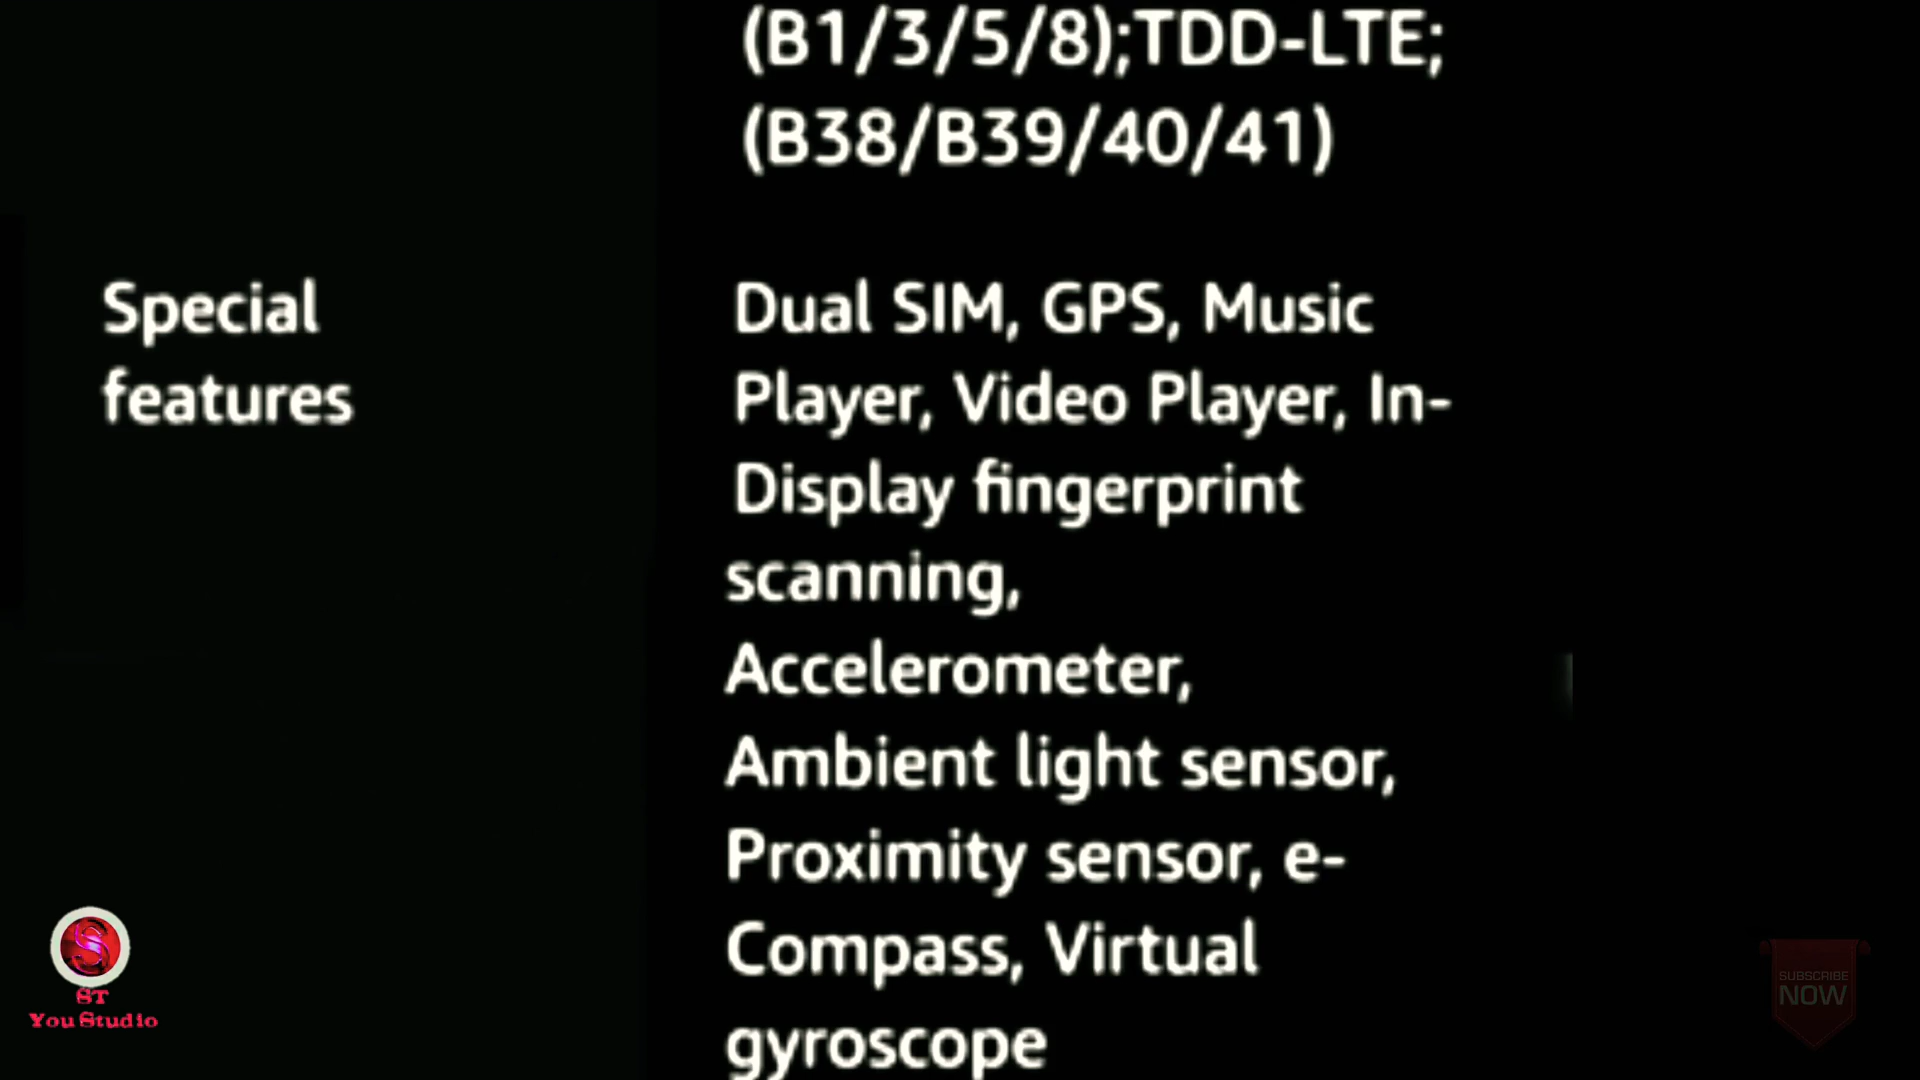 (B1/3/5/8);TDD-LTE;
(B38/B39/40/41)
Special
features
Dual SIM, GPS, Music
Player, Video Player, In-
Display fingerprint
scanning,
Accelerometer,
Ambient light sensor,
Proximity sensor, e-
Compass, Virtual
gyroscope
S
ST
You Studio
SUBSCRIBE
NOW